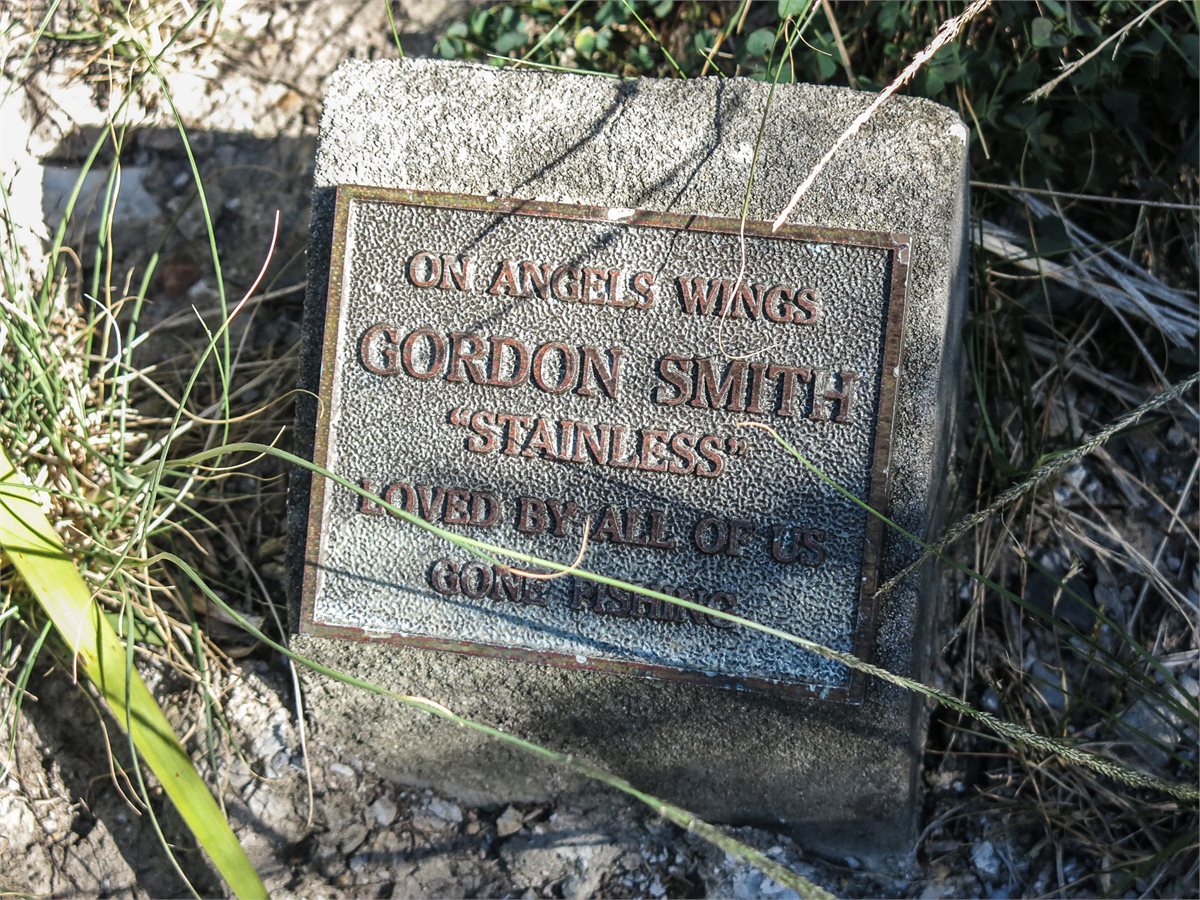 ON ANGELS WINGS
GORDON SMITH
“STAINLESS”
LOVED BY ALL OF US
GONE FISHING